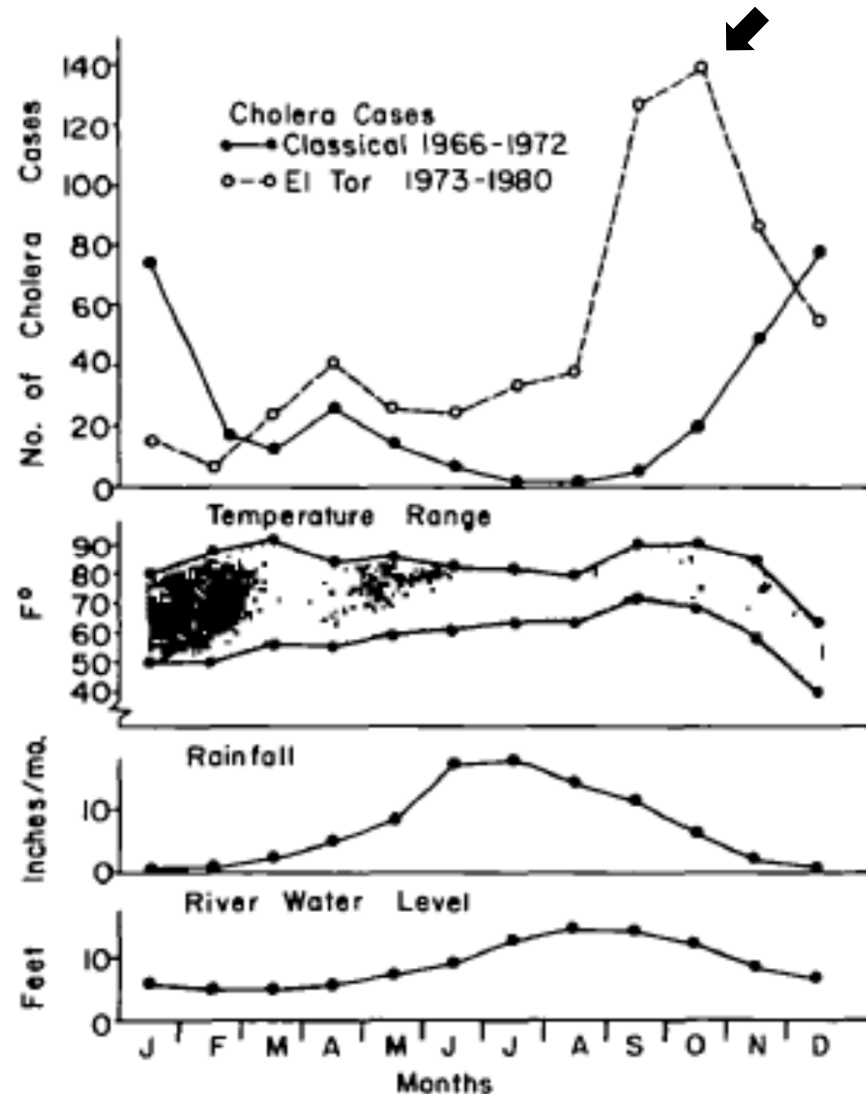 140
120
100
80
60
40
20
0
No. of Cholera Cases
Cholera Cases
Classical 1966-1972
El Tor 1973-1980
Temperature Range
90
80
70
60
50
40
F°
Rainfall
10
0
Inches/mo.
River Water Level
10
0
Feet
J F M A M J J A S O N D
Months